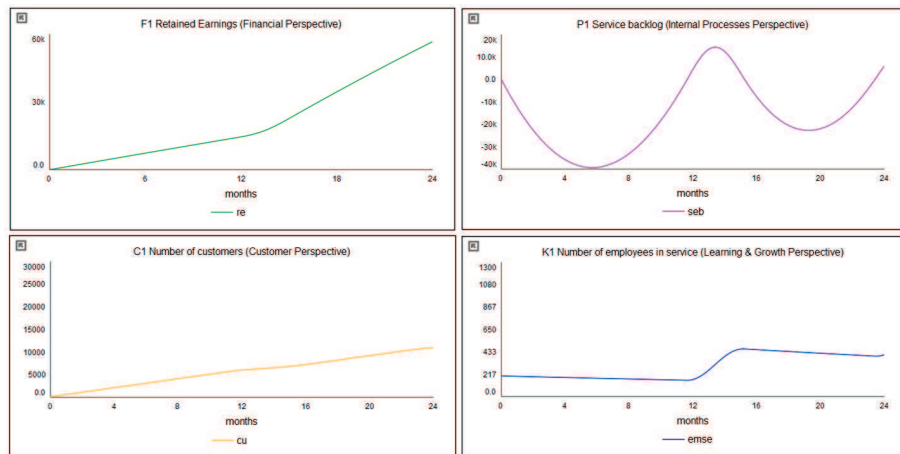 F1 Retained Earnings (Financial Perspective)
60k
30k
0.0
0 6 12 18 24
months
re
P1 Service backlog (Internal Processes Perspective)
20k
10.0k
0.0
-10k
-20k
-30k
-40k
0 4 8 12 16 20 24
months
seb
C1 Number of customers (Customer Perspective)
30000
25000
20000
15000
10000
5000
0.0
0 4 8 12 16 20 24
months
cu
K1 Number of employees in service (Learning & Growth Perspective)
1300
1080
867
650
433
217
0.0
0 4 8 12 16 20 24
months
emse